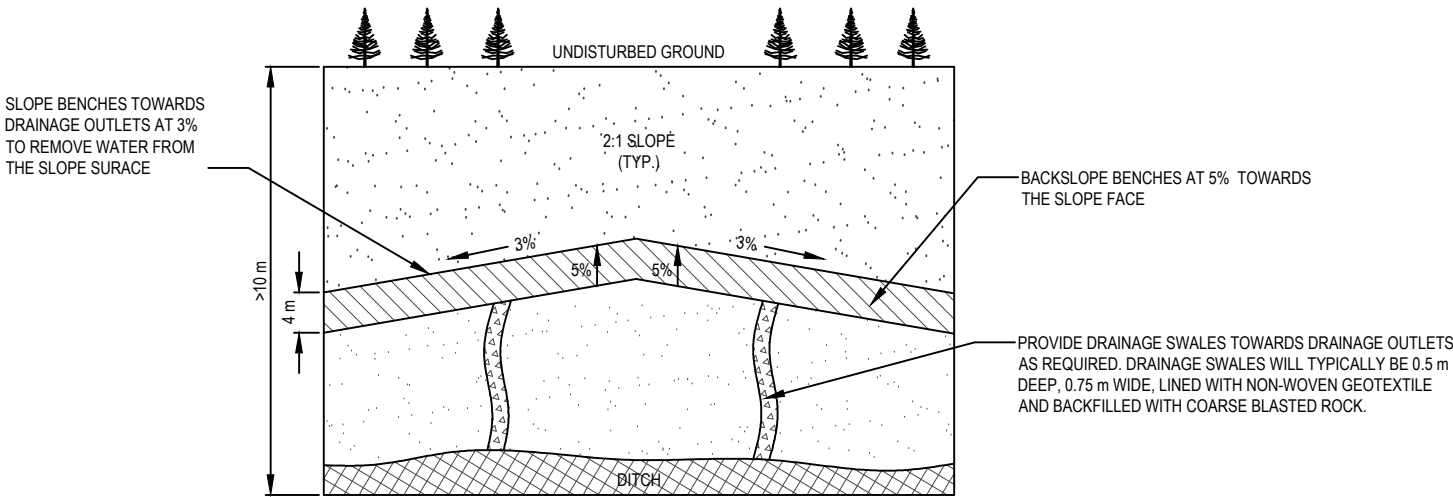 UNDISTURBED GROUND
SLOPE BENCHES TOWARDS
DRAINAGE OUTLETS AT 3%
TO REMOVE WATER FROM
THE SLOPE SURACE
2:1 SLOPE
(TYP.)
BACKSLOPE BENCHES AT 5% TOWARDS
THE SLOPE FACE
3%
3%
5%
5%
>10 m
4 m
PROVIDE DRAINAGE SWALES TOWARDS DRAINAGE OUTLETS
AS REQUIRED. DRAINAGE SWALES WILL TYPICALLY BE 0.5 m
DEEP, 0.75 m WIDE, LINED WITH NON-WOVEN GEOTEXTILE
AND BACKFILLED WITH COARSE BLASTED ROCK.
DITCH